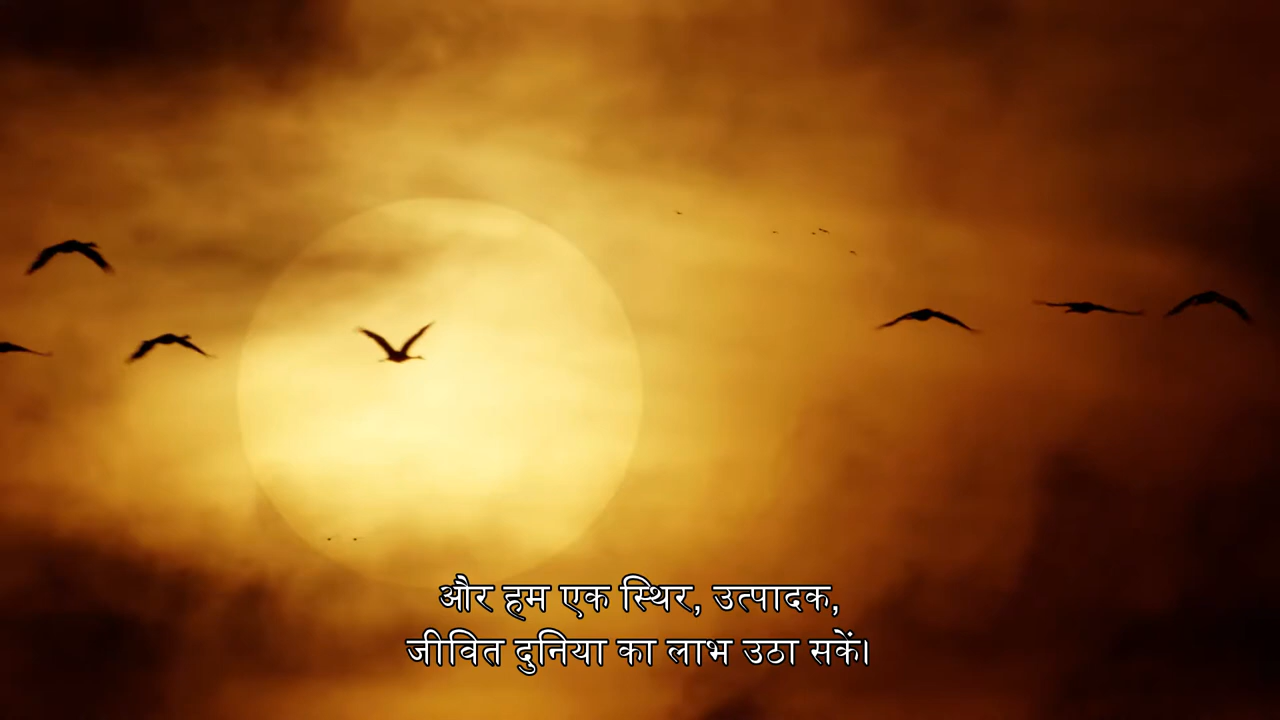 और हम एक स्थिर, उत्पादक,
जीवित दुनिया का लाभ उठा सकें।